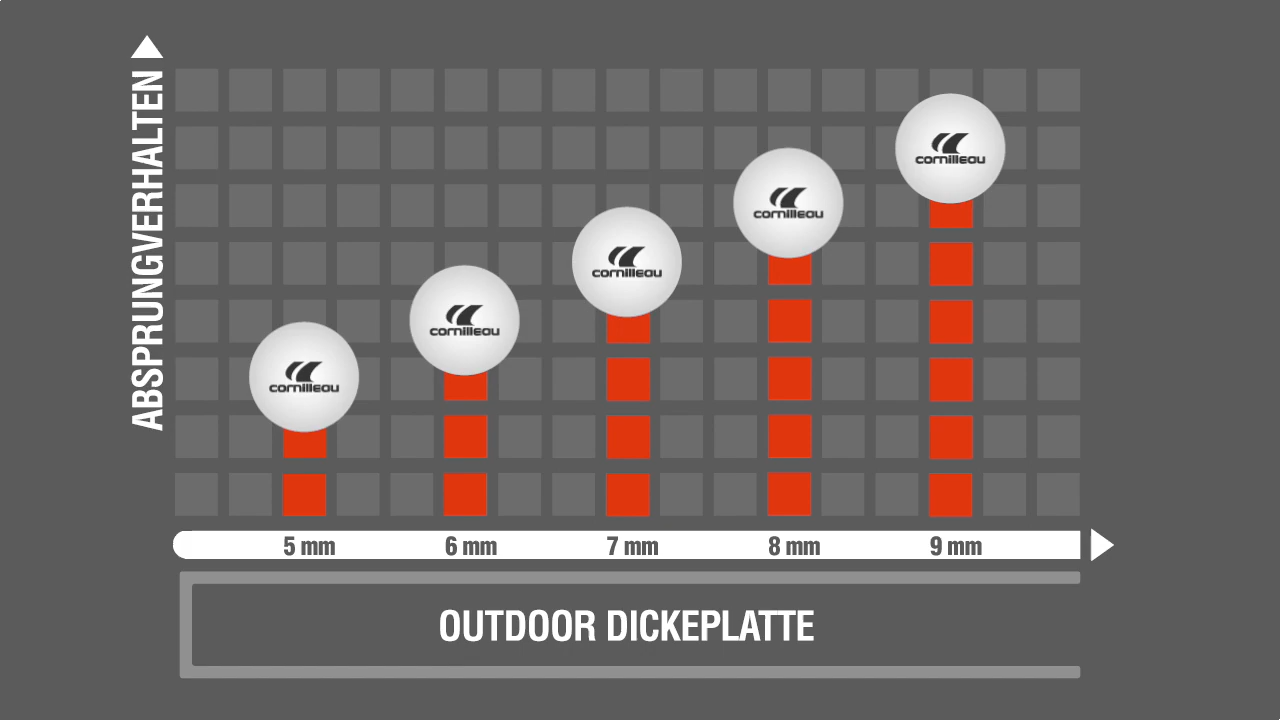 ABSPRUNGVERHALTEN
cornilleau
cornilleau
cornilleau
cornilleau
cornilleau
5 mm 6 mm 7 mm 8 mm 9 mm
OUTDOOR DICKEPLATTE